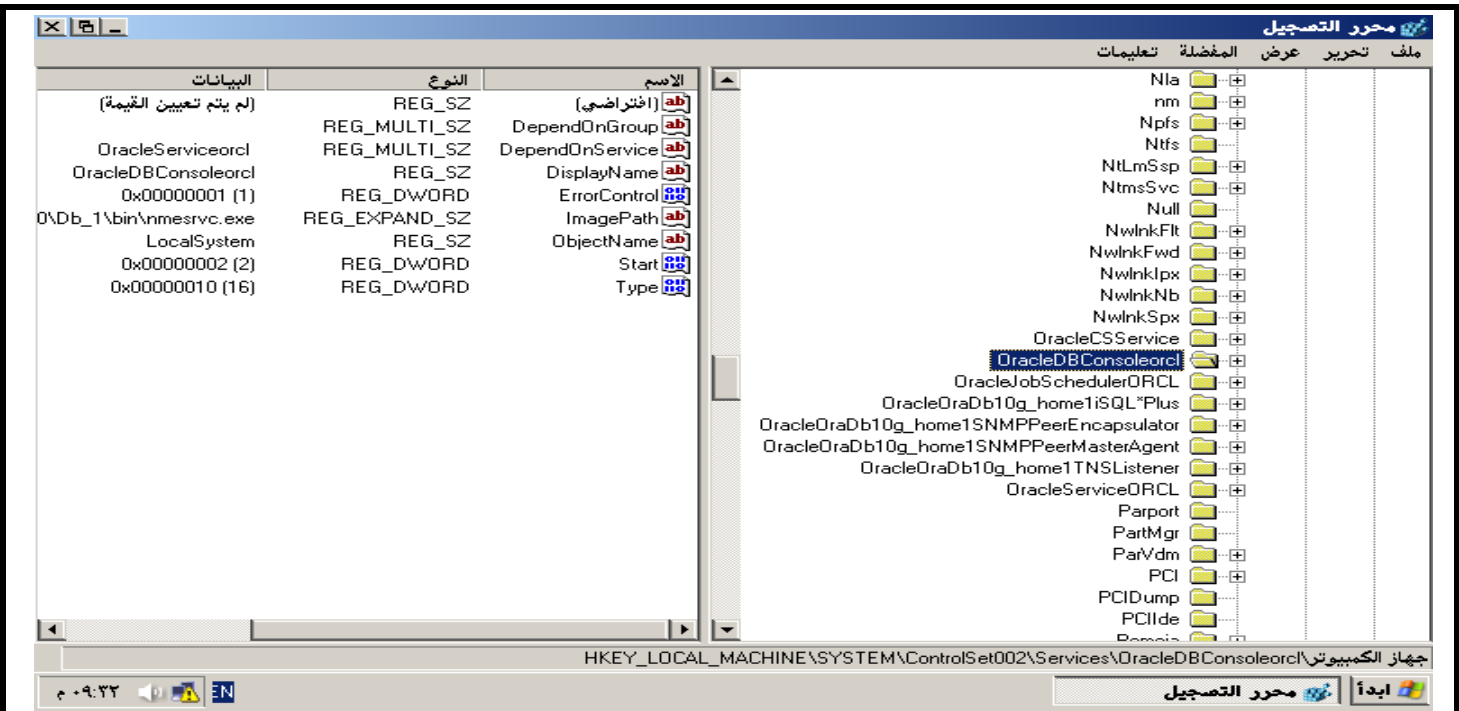 محرر التصجيل
ملف تحرير عرض المفضلة تعليمات
Nla
nm
Npfs
Ntfs
NtLmSsp
NtmsSvc
Null
NwlnkFlt
NwlnkFwd
NwlnkIpx
NwlnkNb
NwlnkSpx
OracleCSService
OracleDBConsoleorcl
OracleJobSchedulerORCL
OracleOraDb10g_home1iSQL*Plus
OracleOraDb10g_home1SNMPPeerEncapsulator
OracleOraDb10g_home1SNMPPeerMasterAgent
OracleOraDb10g_home1TNSListener
OracleServiceORCL
Parport
PartMgr
ParVdm
PCI
PCIDump
PCIIde
الاسم النوع البيانات
(افتراضي) REG_SZ (لم يتم تعيين القيمة)
DependOnGroup REG_MULTI_SZ
DependOnService REG_MULTI_SZ OracleServiceorcl
DisplayName REG_SZ OracleDBConsoleorcl
ErrorControl REG_DWORD 0x00000001 (1)
ImagePath REG_EXPAND_SZ 0\Db_1\bin\nmesrvc.exe
ObjectName REG_SZ LocalSystem
Start REG_DWORD 0x00000002 (2)
Type REG_DWORD 0x00000010 (16)
جهاز الكمبيوتر\HKEY_LOCAL_MACHINE\SYSTEM\ControlSet002\Services\OracleDBConsoleorcl
ابدأ محرر التصجيل EN ٠٩:٣٢ م